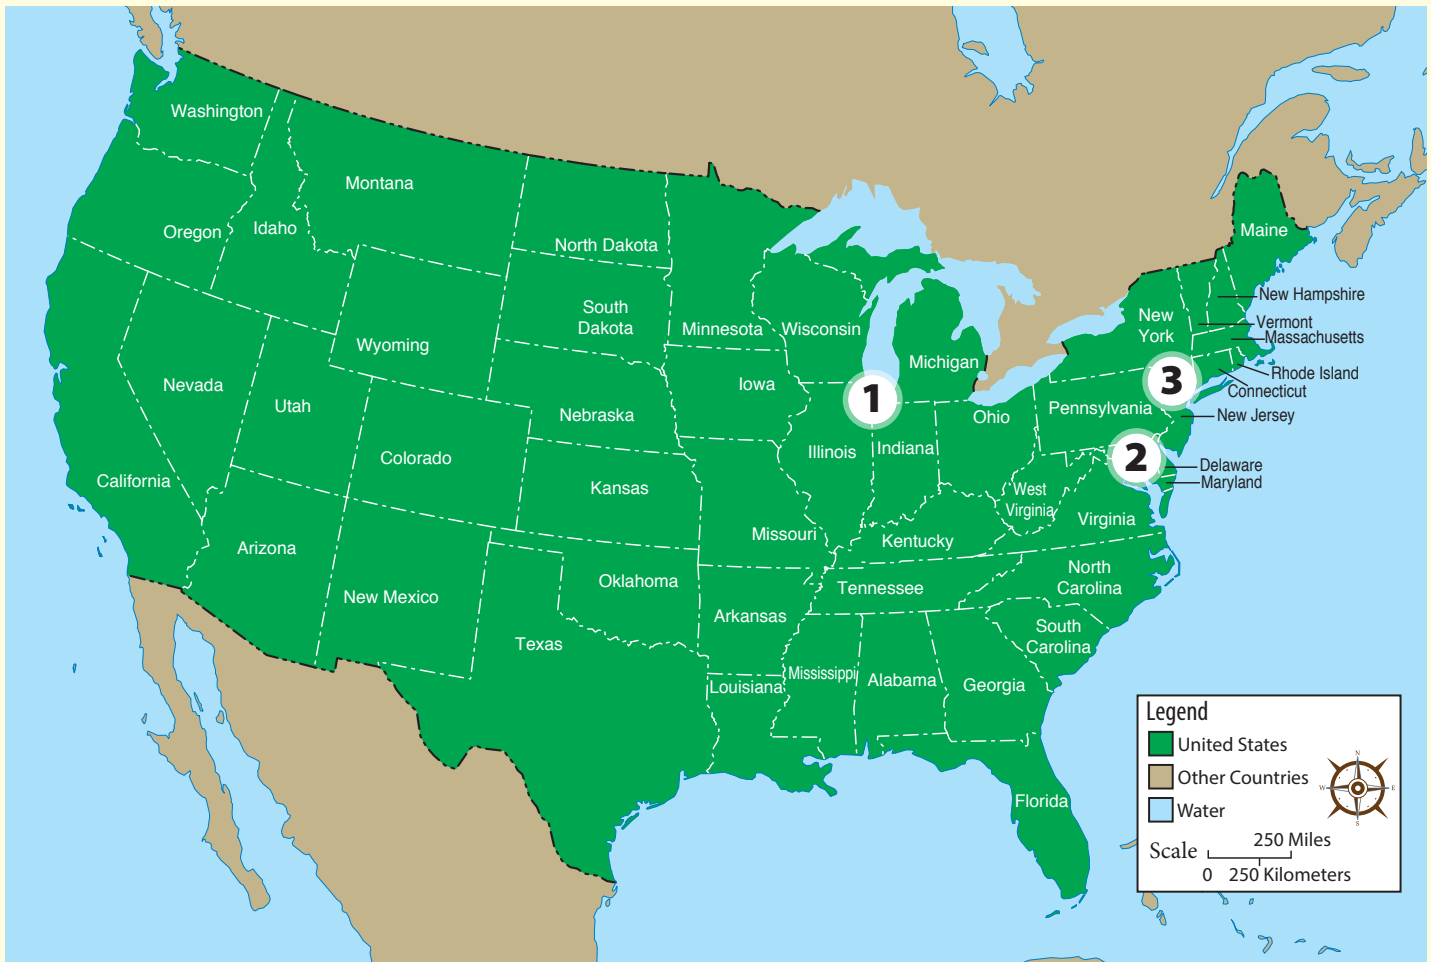 Washington
Montana
Maine
Oregon
Idaho
North Dakota
New Hampshire
South
Dakota
Minnesota
Wisconsin
New
York
Vermont
Massachusetts
Wyoming
Michigan
Rhode Island
Connecticut
Nevada
Utah
Iowa
1
3
Nebraska
Ohio
Pennsylvania
New Jersey
Colorado
Illinois
Indiana
2
Delaware
Maryland
California
Kansas
West
Virginia
Virginia
Missouri
Kentucky
Arizona
New Mexico
Oklahoma
Tennessee
North
Carolina
Arkansas
South
Carolina
Texas
Mississippi
Louisiana
Alabama
Georgia
Florida
Legend
United States
Other Countries
Water
N
W
E
S
Scale
250 Miles
0 250 Kilometers